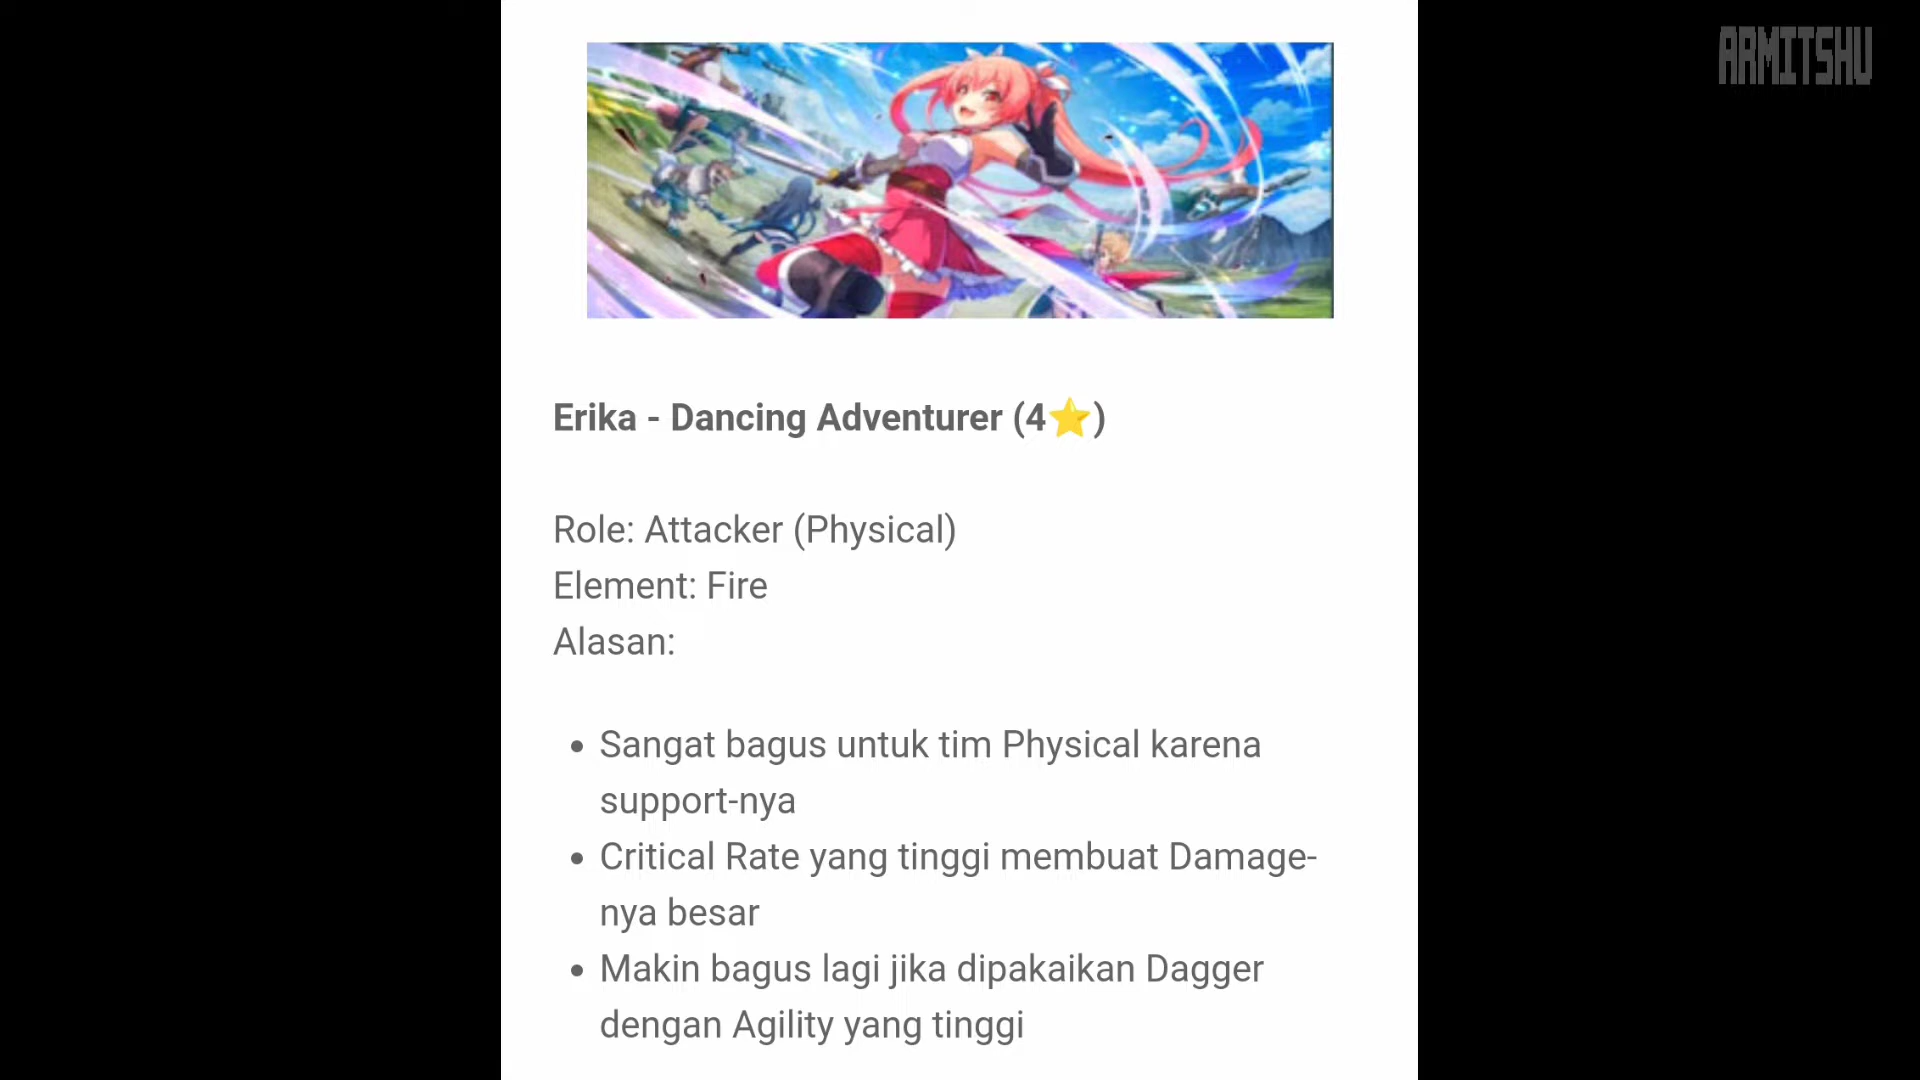 ARMITSHU
Erika - Dancing Adventurer (4⭐)
Role: Attacker (Physical)
Element: Fire
Alasan:
• Sangat bagus untuk tim Physical karena
support-nya
• Critical Rate yang tinggi membuat Damage-
nya besar
• Makin bagus lagi jika dipakaikan Dagger
dengan Agility yang tinggi